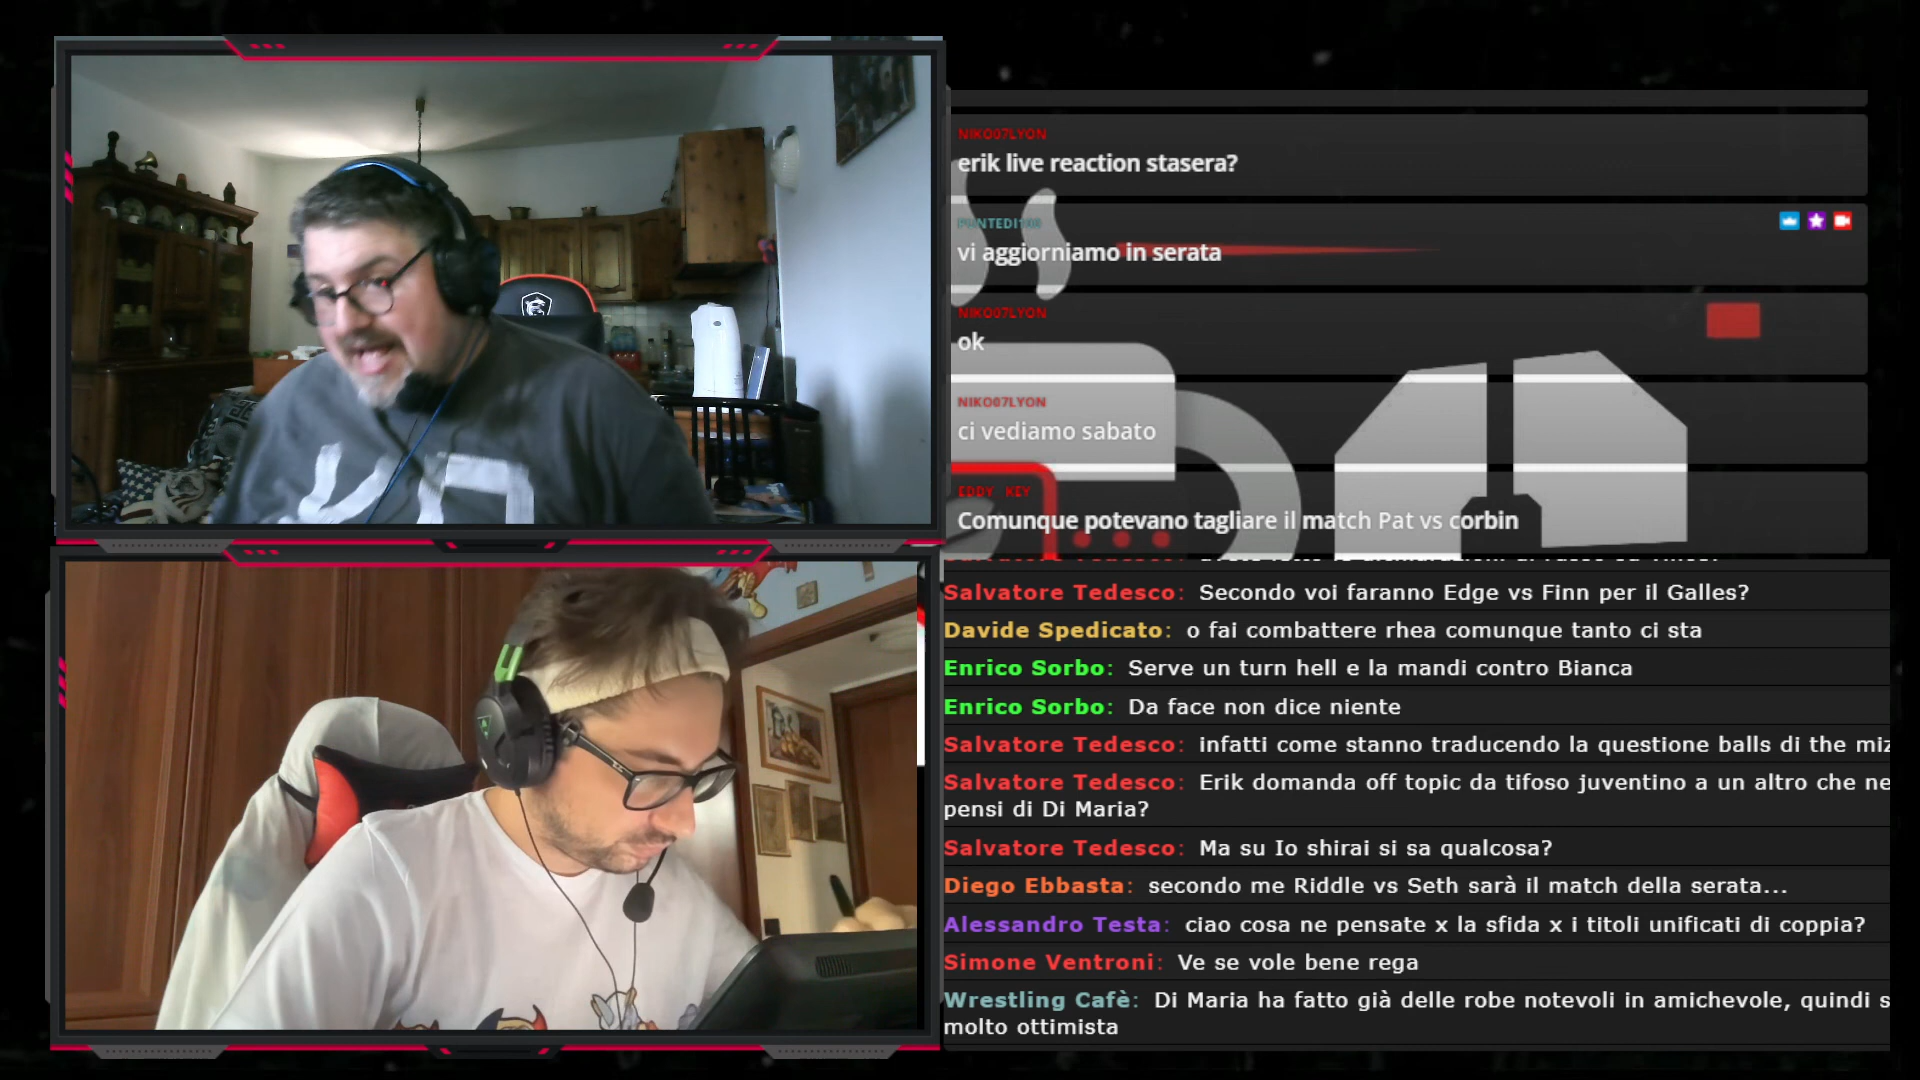 NIKO07LYON
erik live reaction stasera?
vi aggiorniamo in serata
NIKO07LYON
ok
NIKO07LYON
ci vediamo sabato
EDDY_KEY
Comunque potevano tagliare il match Pat vs corbin
Salvatore Tedesco: Secondo voi faranno Edge vs Finn per il Galles?
Davide Spedicato: o fai combattere rhea comunque tanto ci sta
Enrico Sorbo: Serve un turn hell e la mandi contro Bianca
Enrico Sorbo: Da face non dice niente
Salvatore Tedesco: infatti come stanno traducendo la questione balls di the miz
Salvatore Tedesco: Erik domanda off topic da tifoso juventino a un altro che ne
pensi di Di Maria?
Salvatore Tedesco: Ma su Io shirai si sa qualcosa?
Diego Ebbasta: secondo me Riddle vs Seth sarà il match della serata...
Alessandro Testa: ciao cosa ne pensate x la sfida x i titoli unificati di coppia?
Simone Ventroni: Ve se vole bene rega
Wrestling Cafè: Di Maria ha fatto già delle robe notevoli in amichevole, quindi s
molto ottimista